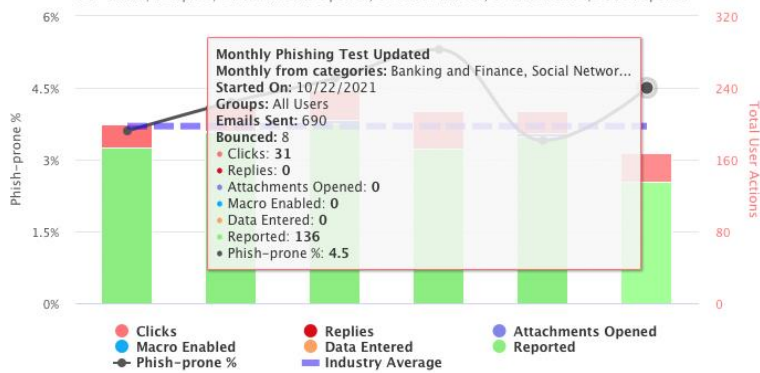 6%
320
Monthly Phishing Test Updated
Monthly from categories: Banking and Finance, Social Networ...
4.5%
Started On: 10/22/2021
240
Groups: All Users
Emails Sent: 690
Bounced: 8
Clicks: 31
3%
Replies: 0
160
Attachments Opened: 0
Macro Enabled: 0
Data Entered: 0
1.5%
Reported: 136
80
Phish-prone %: 4.5
0%
0
Phish-prone %
Total User Actions
Clicks
Replies
Attachments Opened
Macro Enabled
Data Entered
Reported
Phish-prone %
Industry Average